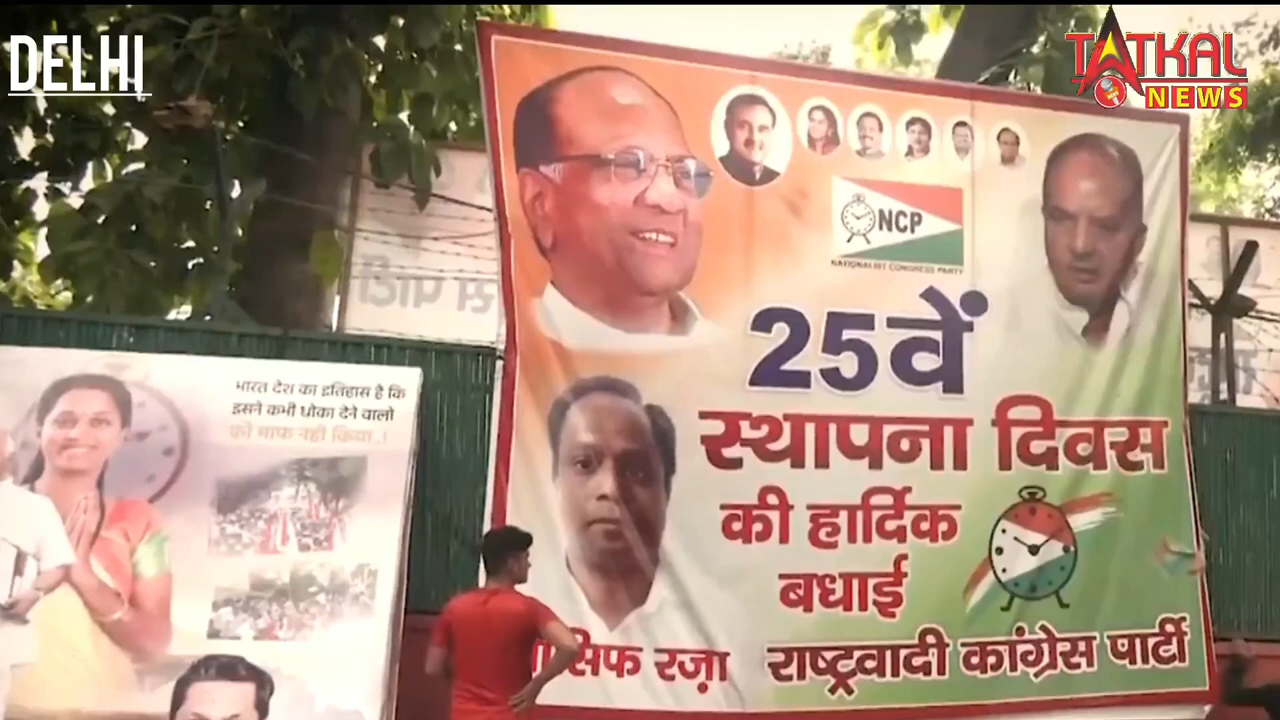 DELHI
TATKAL
NEWS
NCP
NATIONALIST CONGRESS PARTY
25वें
स्थापना दिवस
की हार्दिक
बधाई
सिफ रज़ा
राष्ट्रवादी कांग्रेस पार्टी
भारत देश का इतिहास है कि
इसने कभी धोका देने वालो
को माफ नही किया..!